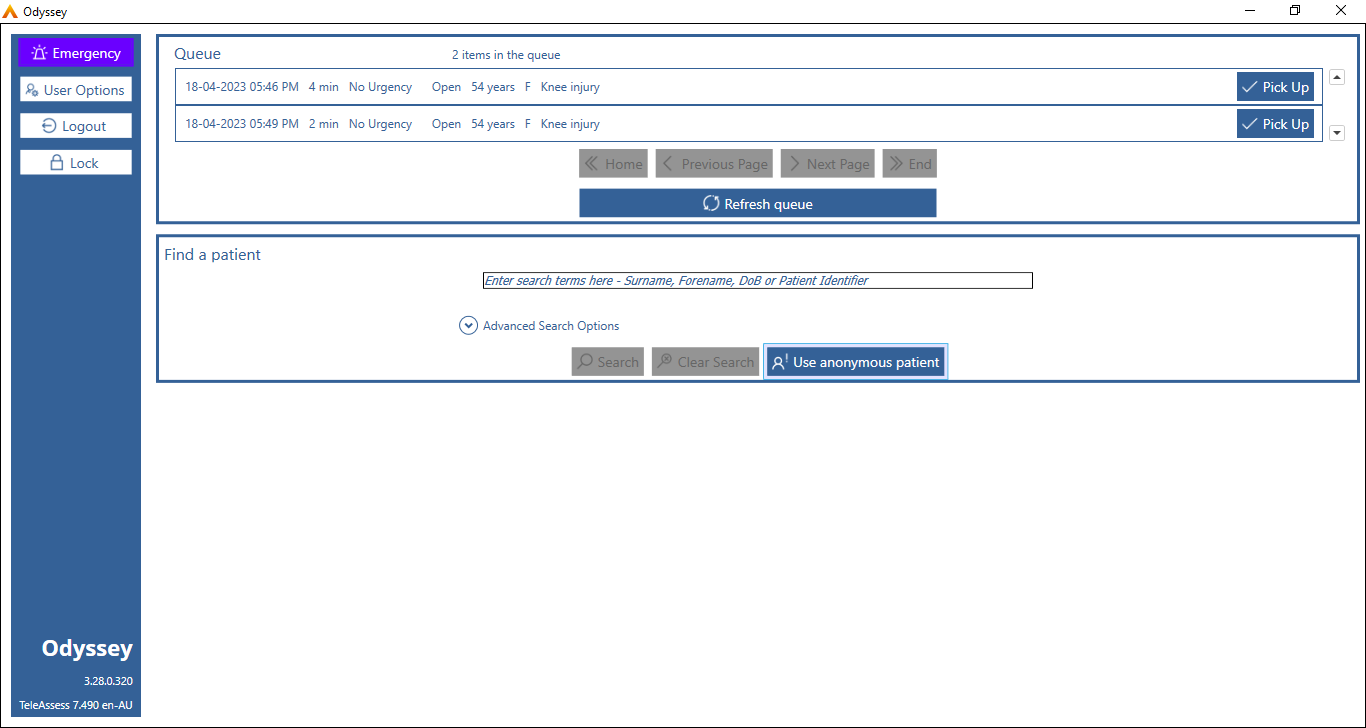 Odyssey
Emergency
User Options
Logout
Lock
Queue 2 items in the queue
18-04-2023 05:46 PM 4 min No Urgency Open 54 years F Knee injury Pick Up
18-04-2023 05:49 PM 2 min No Urgency Open 54 years F Knee injury Pick Up
Home Previous Page Next Page End
Refresh queue
Find a patient
Enter search terms here - Surname, Forename, DoB or Patient Identifier
Advanced Search Options
Search Clear Search Use anonymous patient
Odyssey
3.28.0.320
TeleAssess 7.490 en-AU